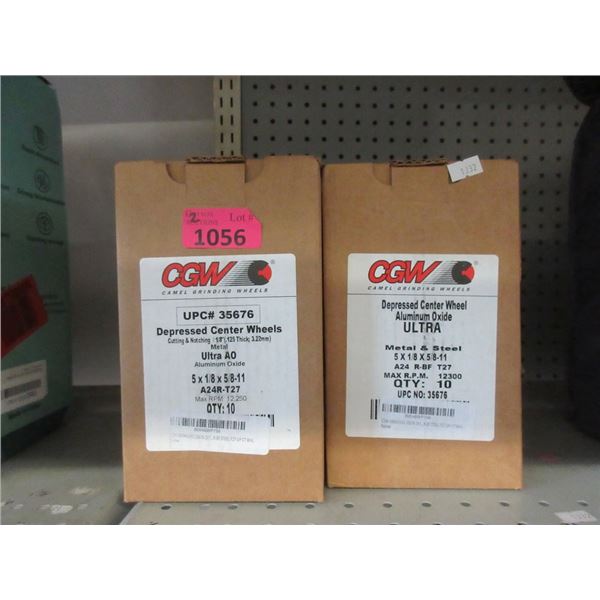 2
Lot #
1056
CGW
CAMEL GRINDING WHEELS
UPC# 35676
Depressed Center Wheels
Cutting & Notching 1/8" (.125 Thick; 3.22mm)
Metal
Ultra AO
Aluminum Oxide
5 x 1/8 x 5/8-11
A24R-T27
Max RPM 12,250
QTY: 10
CGW
CAMEL GRINDING WHEELS
Depressed Center Wheel
Aluminum Oxide
ULTRA
Metal & Steel
5 X 1/8 X 5/8-11
A24 R-BF T27
MAX R.P.M. 12300
QTY: 10
UPC NO: 35676